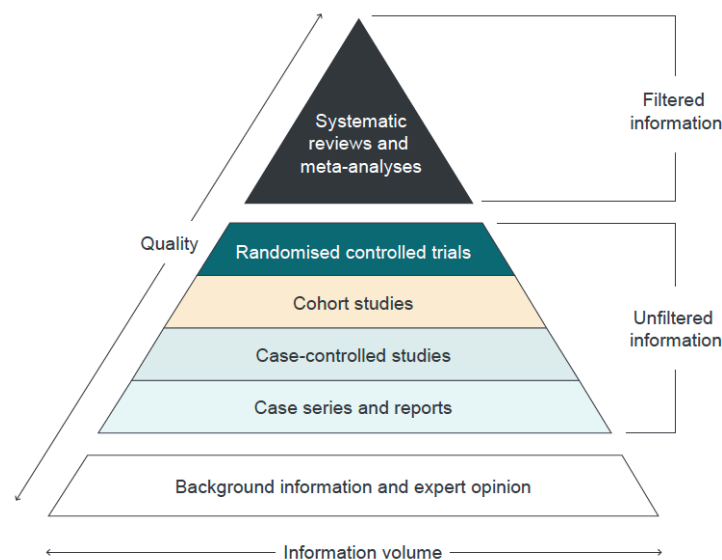 Systematic
reviews and
meta-analyses
Filtered
information
Quality
Randomised controlled trials
Cohort studies
Unfiltered
information
Case-controlled studies
Case series and reports
Background information and expert opinion
Information volume